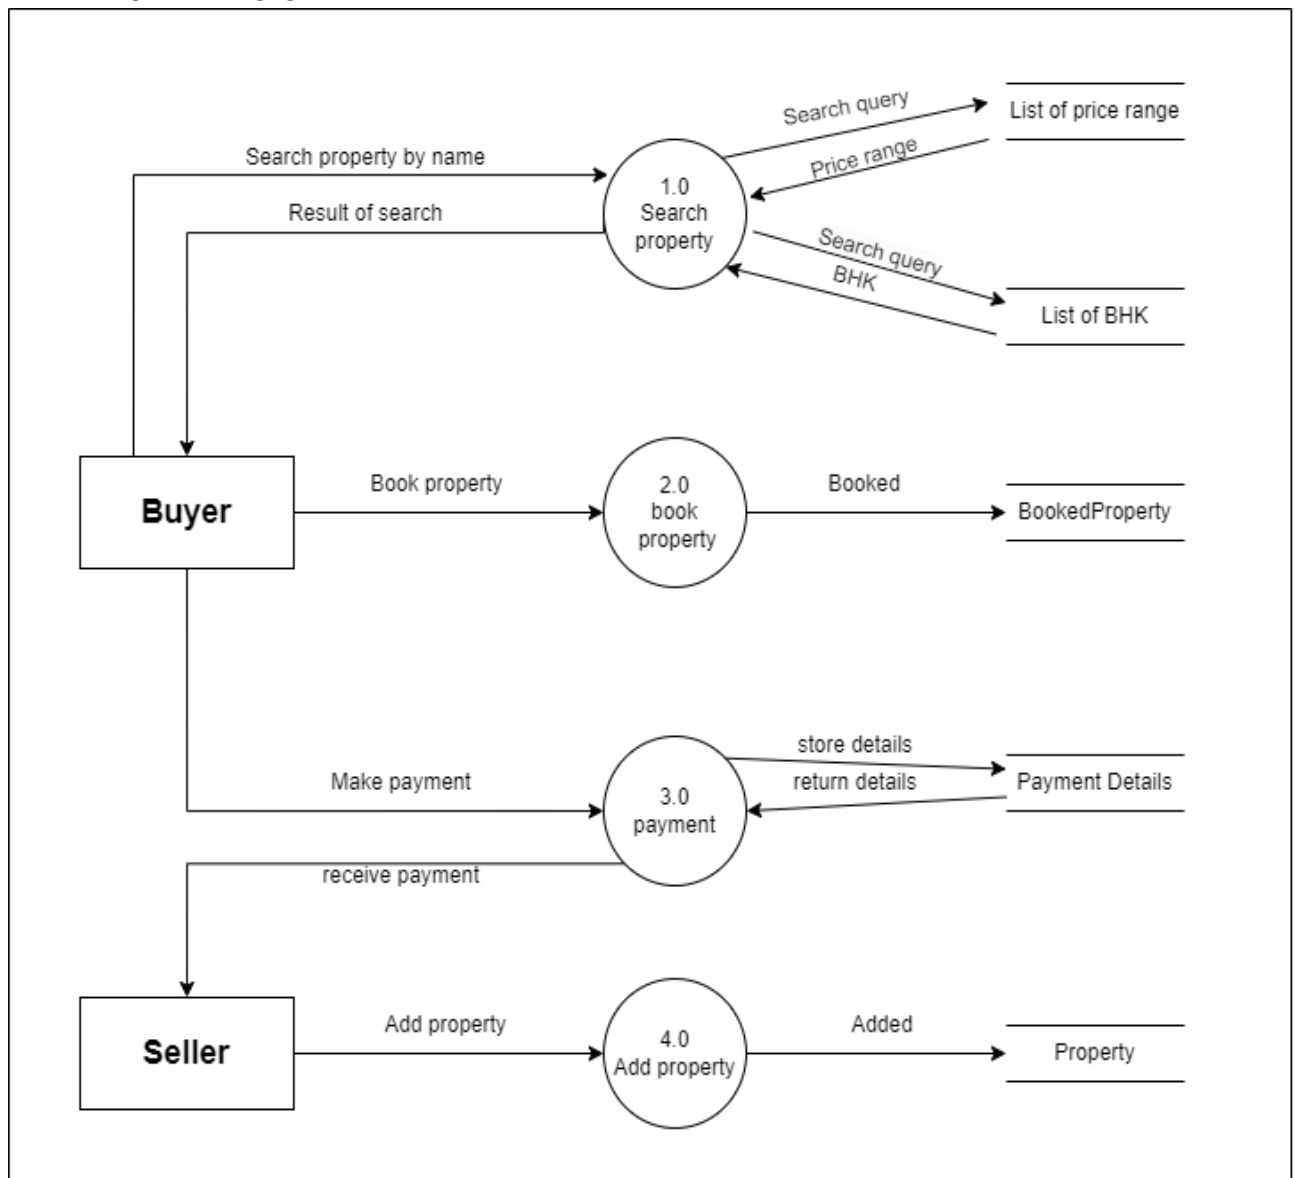 Search query
List of price range
Search property by name
Price range
1.0
Search
property
Result of search
Search query
BHK
List of BHK
Buyer
Book property
2.0
book
property
Booked
BookedProperty
store details
Make payment
return details
Payment Details
3.0
payment
receive payment
Seller
Add property
4.0
Add property
Added
Property